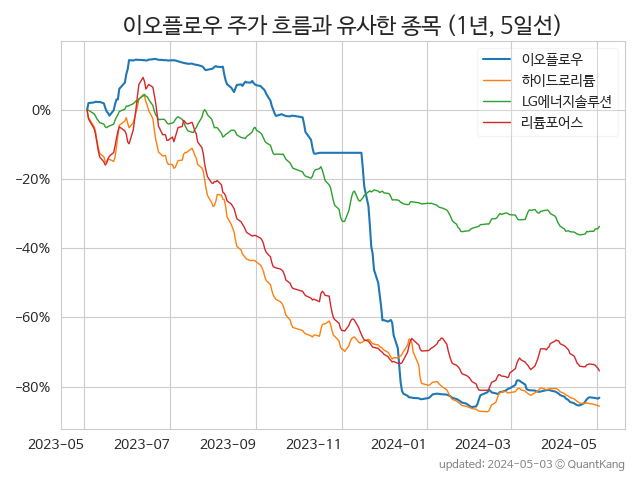 이오플로우 주가 흐름과 유사한 종목 (1년, 5일선)
이오플로우
하이드로리튬
LG에너지솔루션
리튬포어스
0%
−20%
−40%
−60%
−80%
2023-05 2023-07 2023-09 2023-11 2024-01 2024-03 2024-05
updated: 2024-05-03 © QuantKang